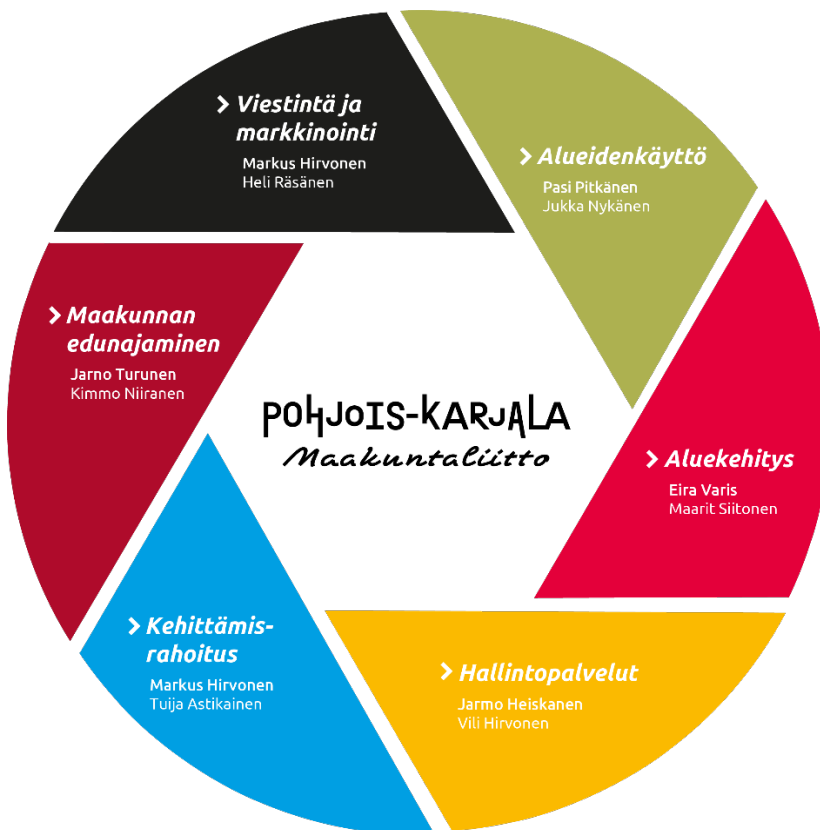 Viestintä ja
markkinointi
Markus Hirvonen
Heli Räsänen
Alueidenkäyttö
Pasi Pitkänen
Jukka Nykänen
Maakunnan
edunajaminen
Jarno Turunen
Kimmo Niiranen
POHJOIS-KARJALA
Maakuntaliitto
Aluekehitys
Eira Varis
Maarit Siitonen
Kehittämis-
rahoitus
Markus Hirvonen
Tuija Astikainen
Hallintopalvelut
Jarmo Heiskanen
Vili Hirvonen